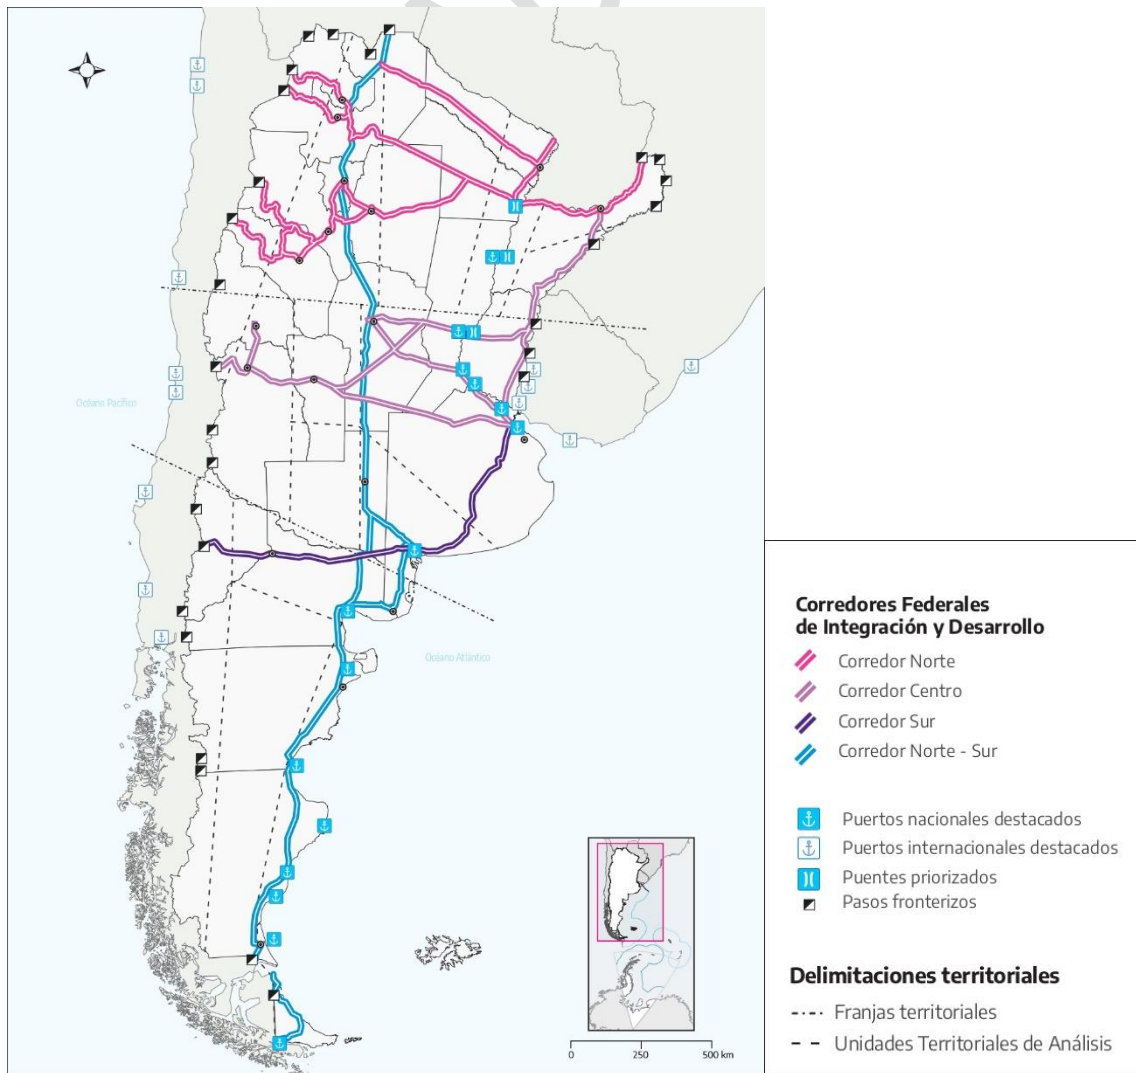 Océano Pacífico
Océano Atlántico
0 250 500 km
Corredores Federales
de Integración y Desarrollo
Corredor Norte
Corredor Centro
Corredor Sur
Corredor Norte - Sur
Puertos nacionales destacados
Puertos internacionales destacados
Puentes priorizados
Pasos fronterizos
Delimitaciones territoriales
Franjas territoriales
Unidades Territoriales de Análisis